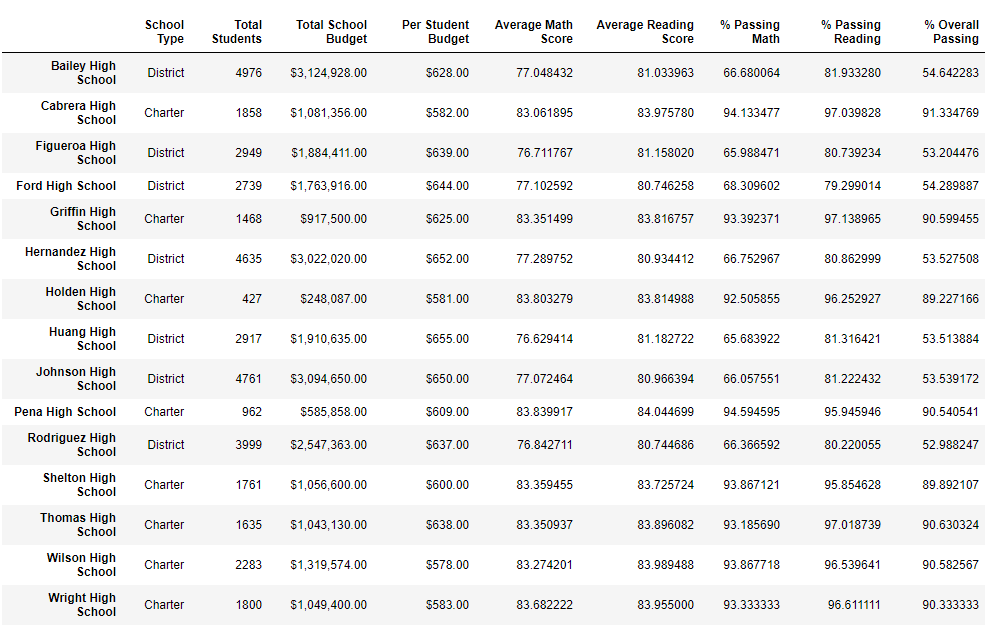 School Type Total Students Total School Budget Per Student Budget Average Math Score Average Reading Score % Passing Math % Passing Reading % Overall Passing
Bailey High School District 4976 $3,124,928.00 $628.00 77.048432 81.033963 66.680064 81.933280 54.642283
Cabrera High School Charter 1858 $1,081,356.00 $582.00 83.061895 83.975780 94.133477 97.039828 91.334769
Figueroa High School District 2949 $1,884,411.00 $639.00 76.711767 81.158020 65.988471 80.739234 53.204476
Ford High School District 2739 $1,763,916.00 $644.00 77.102592 80.746258 68.309602 79.299014 54.289887
Griffin High School Charter 1468 $917,500.00 $625.00 83.351499 83.816757 93.392371 97.138965 90.599455
Hernandez High School District 4635 $3,022,020.00 $652.00 77.289752 80.934412 66.752967 80.862999 53.527508
Holden High School Charter 427 $248,087.00 $581.00 83.803279 83.814988 92.505855 96.252927 89.227166
Huang High School District 2917 $1,910,635.00 $655.00 76.629414 81.182722 65.683922 81.316421 53.513884
Johnson High School District 4761 $3,094,650.00 $650.00 77.072464 80.966394 66.057551 81.222432 53.539172
Pena High School Charter 962 $585,858.00 $609.00 83.839917 84.044699 94.594595 95.945946 90.540541
Rodriguez High School District 3999 $2,547,363.00 $637.00 76.842711 80.744686 66.366592 80.220055 52.988247
Shelton High School Charter 1761 $1,056,600.00 $600.00 83.359455 83.725724 93.867121 95.854628 89.892107
Thomas High School Charter 1635 $1,043,130.00 $638.00 83.350937 83.896082 93.185690 97.018739 90.630324
Wilson High School Charter 2283 $1,319,574.00 $578.00 83.274201 83.989488 93.867718 96.539641 90.582567
Wright High School Charter 1800 $1,049,400.00 $583.00 83.682222 83.955000 93.333333 96.611111 90.333333